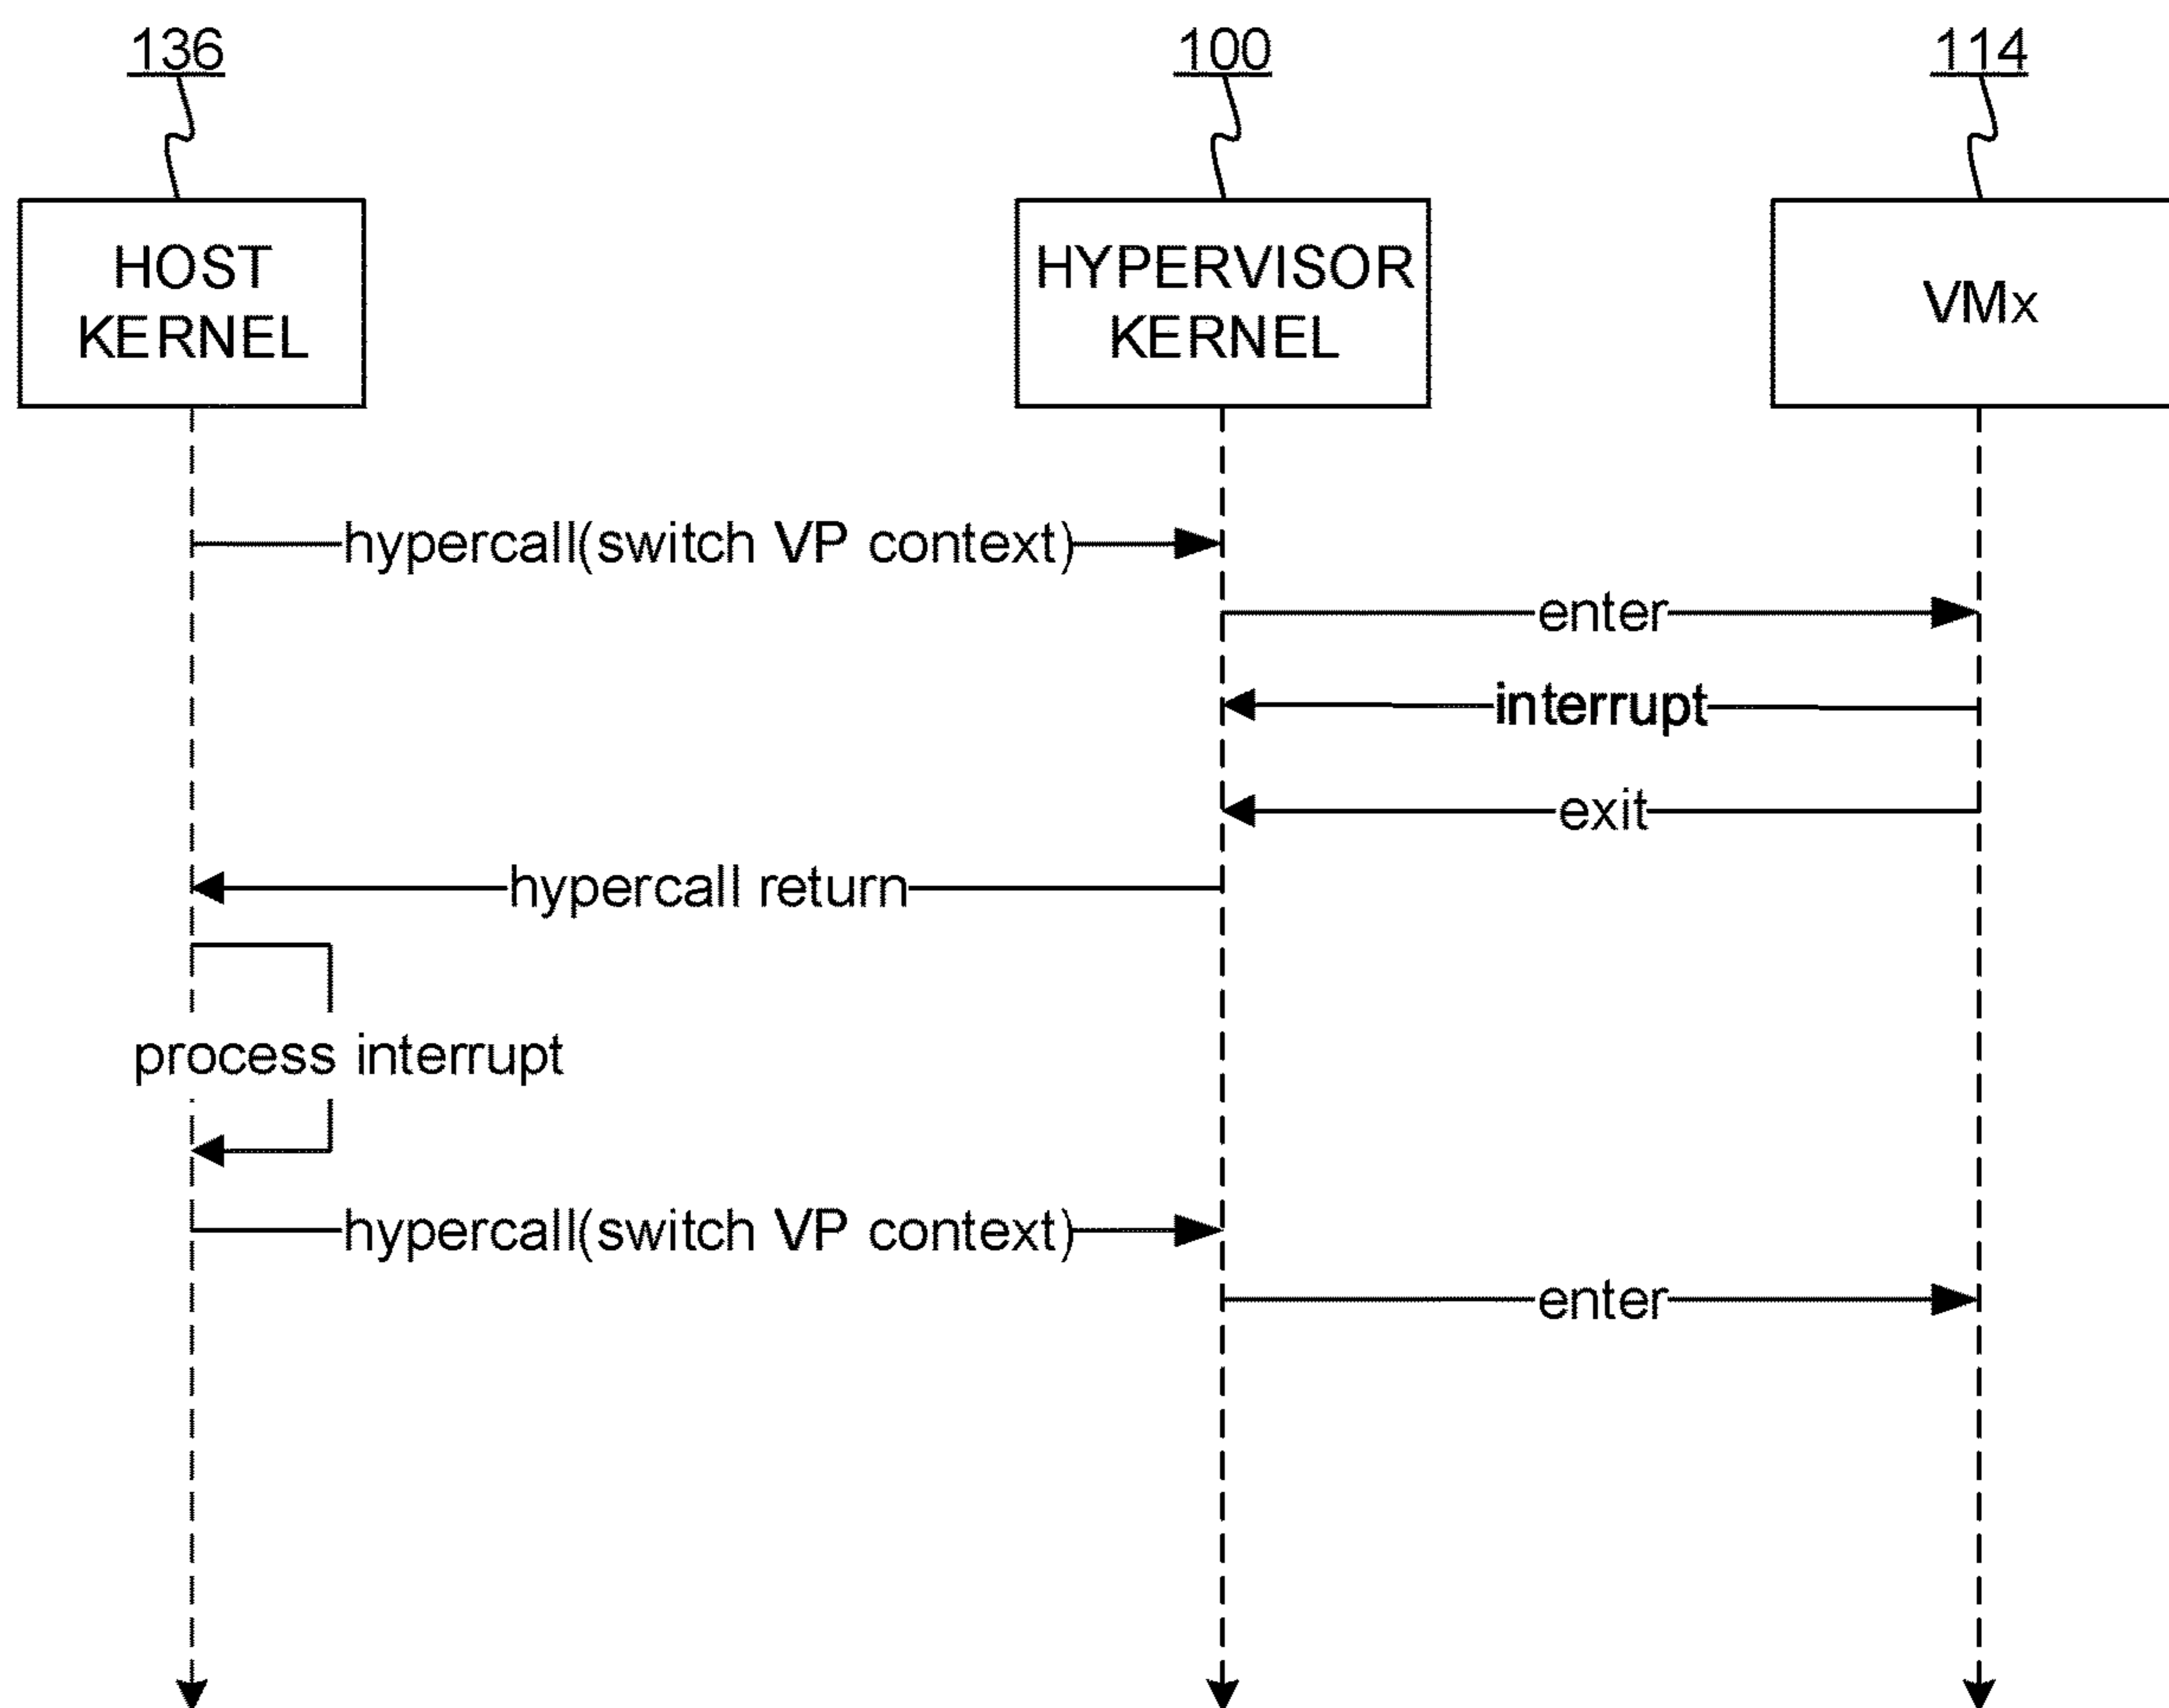 136
100
114
HOST
KERNEL
HYPERVISOR
KERNEL
VMx
hypercall(switch VP context)
enter
interrupt
exit
hypercall return
process interrupt
hypercall(switch VP context)
enter